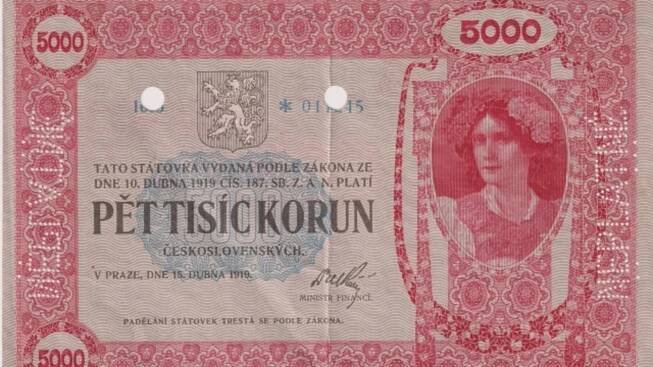 5000
5000
* 
TATO STÁTOVKA VYDANÁ PODLE ZÁKONA ZE
DNE 10. DUBNA 1919 ČÍS. 187. SB. Z. A N. PLATÍ
PĚT TISÍC KORUN
ČESKOSLOVENSKÝCH.
V PRAZE, DNE 15. DUBNA 1919.
MINISTR FINANCÍ.
PADĚLÁNÍ STÁTOVEK TRESTÁ SE PODLE ZÁKONA.
5000
5000